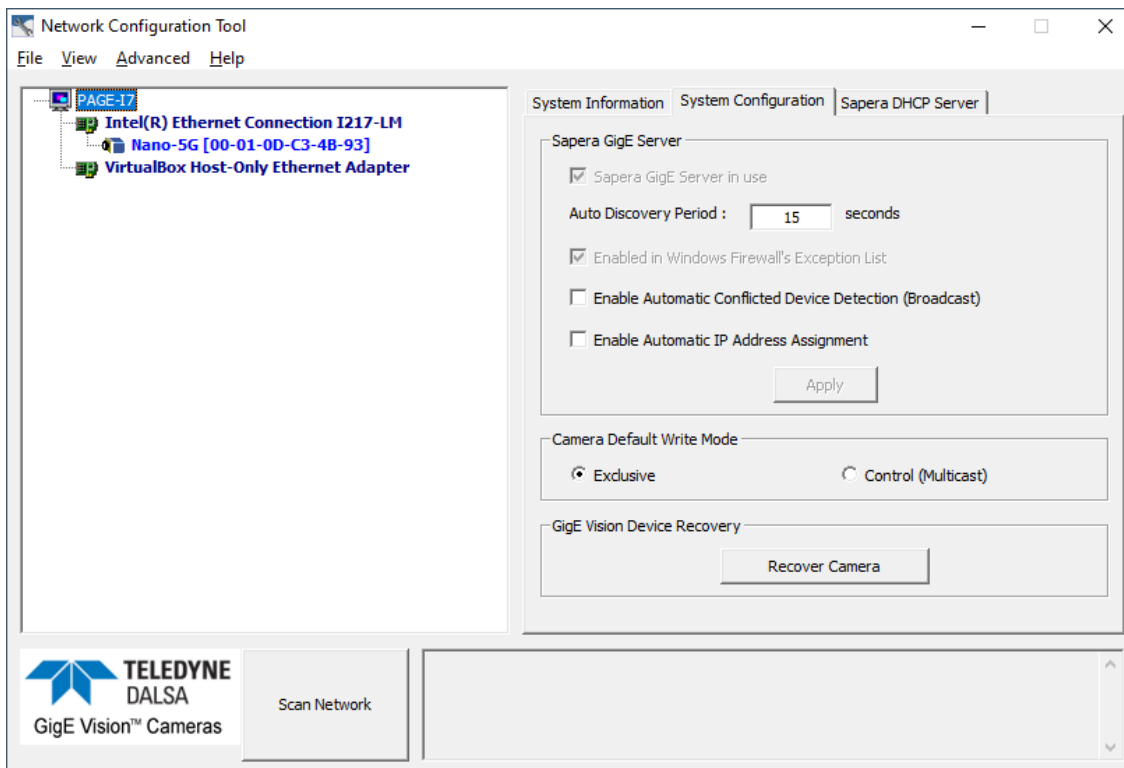 Network Configuration Tool
File View Advanced Help
PAGE-I7
Intel(R) Ethernet Connection I217-LM
Nano-5G [00-01-0D-C3-4B-93]
VirtualBox Host-Only Ethernet Adapter
System Information System Configuration Sapera DHCP Server
Sapera GigE Server
Sapera GigE Server in use
Auto Discovery Period : 15 seconds
Enabled in Windows Firewall's Exception List
Enable Automatic Conflicted Device Detection (Broadcast)
Enable Automatic IP Address Assignment
Apply
Camera Default Write Mode
Exclusive Control (Multicast)
GigE Vision Device Recovery
Recover Camera
TELEDYNE
DALSA
GigE Vision™ Cameras
Scan Network